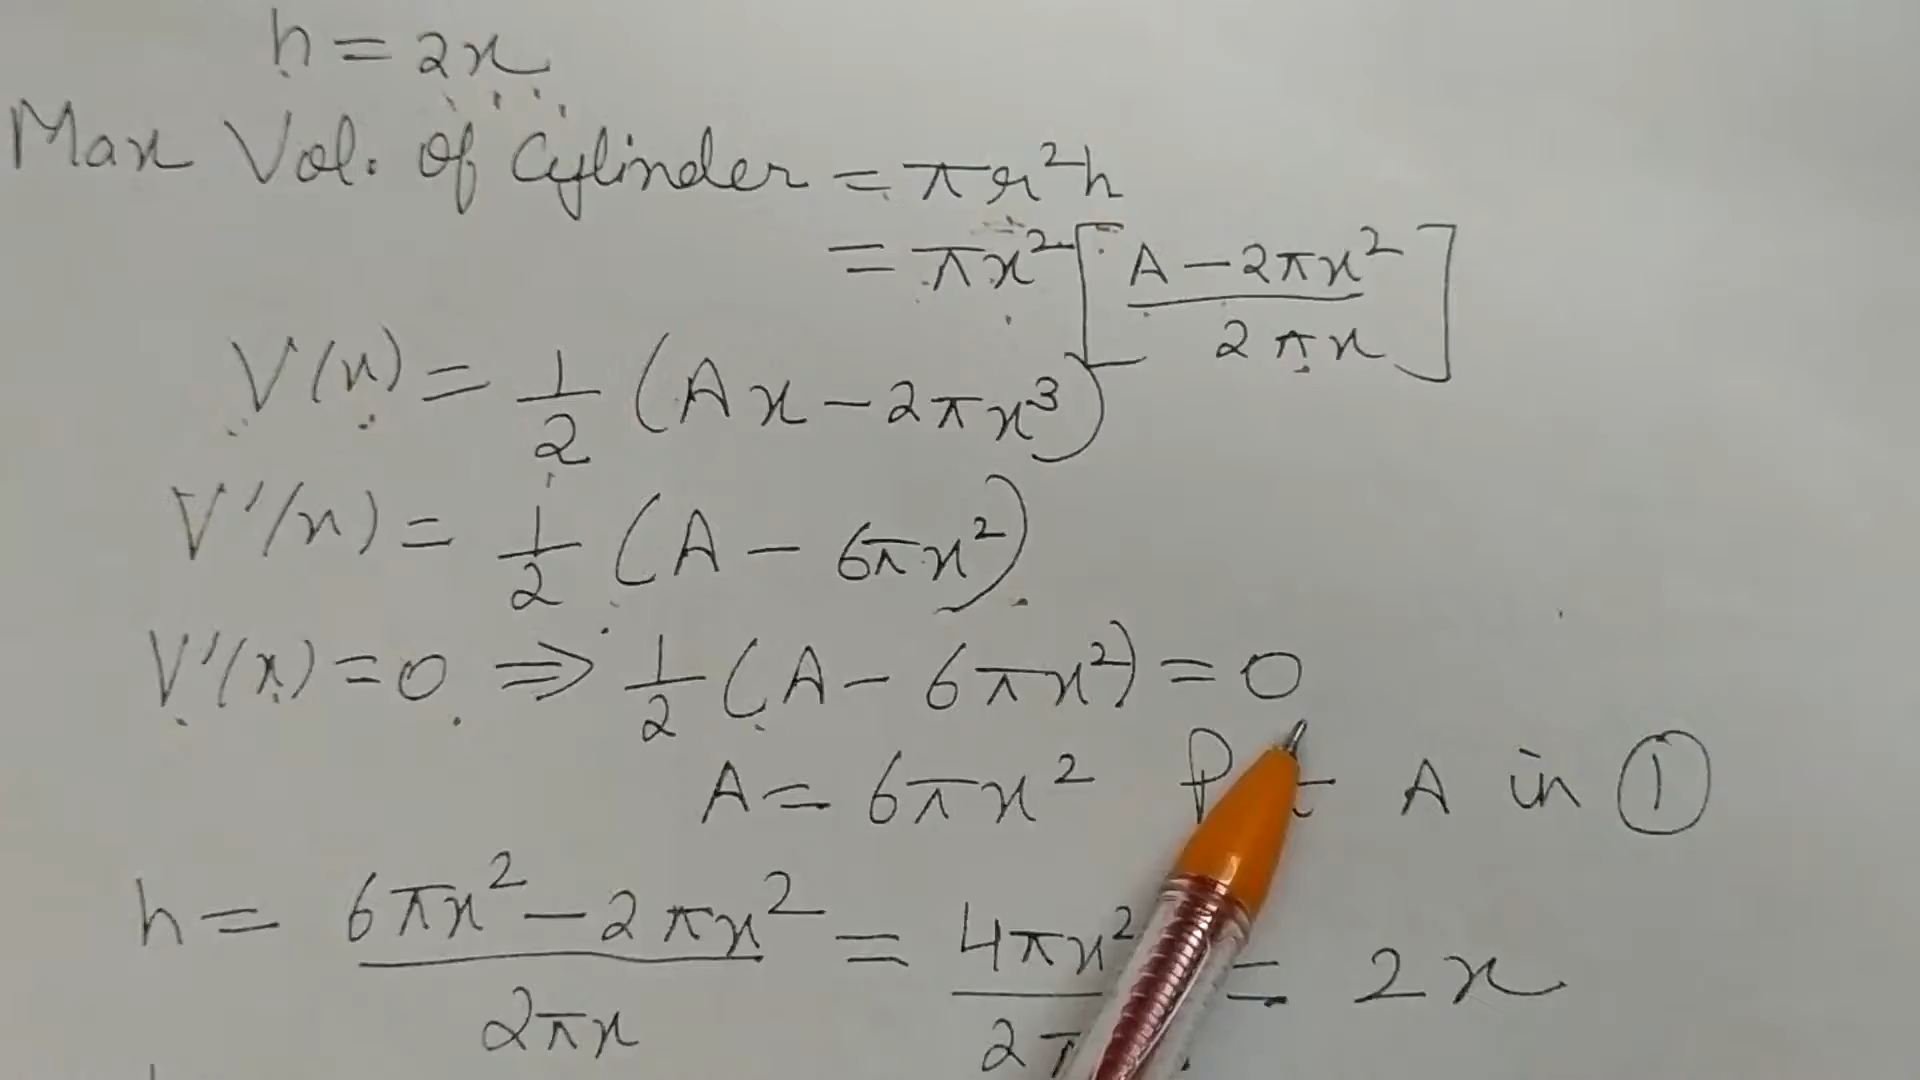 h = 2x
Max Vol. of Cylinder = πr²h
= πx² [ (A - 2πx²) / 2πx ]
V(x) = 1/2 (Ax - 2πx³)
V'(x) = 1/2 (A - 6πx²)
V'(x) = 0 ⇒ 1/2 (A - 6πx²) = 0
A = 6πx² A in ①
h = (6πx² - 2πx²) / 2πx = 4πx² / 2π = 2x